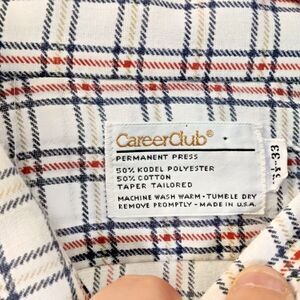 CareerClub®
PERMANENT PRESS
50% KODEL POLYESTER
50% COTTON
TAPER TAILORED
MACHINE WASH WARM • TUMBLE DRY
REMOVE PROMPTLY - MADE IN U.S.A.
33